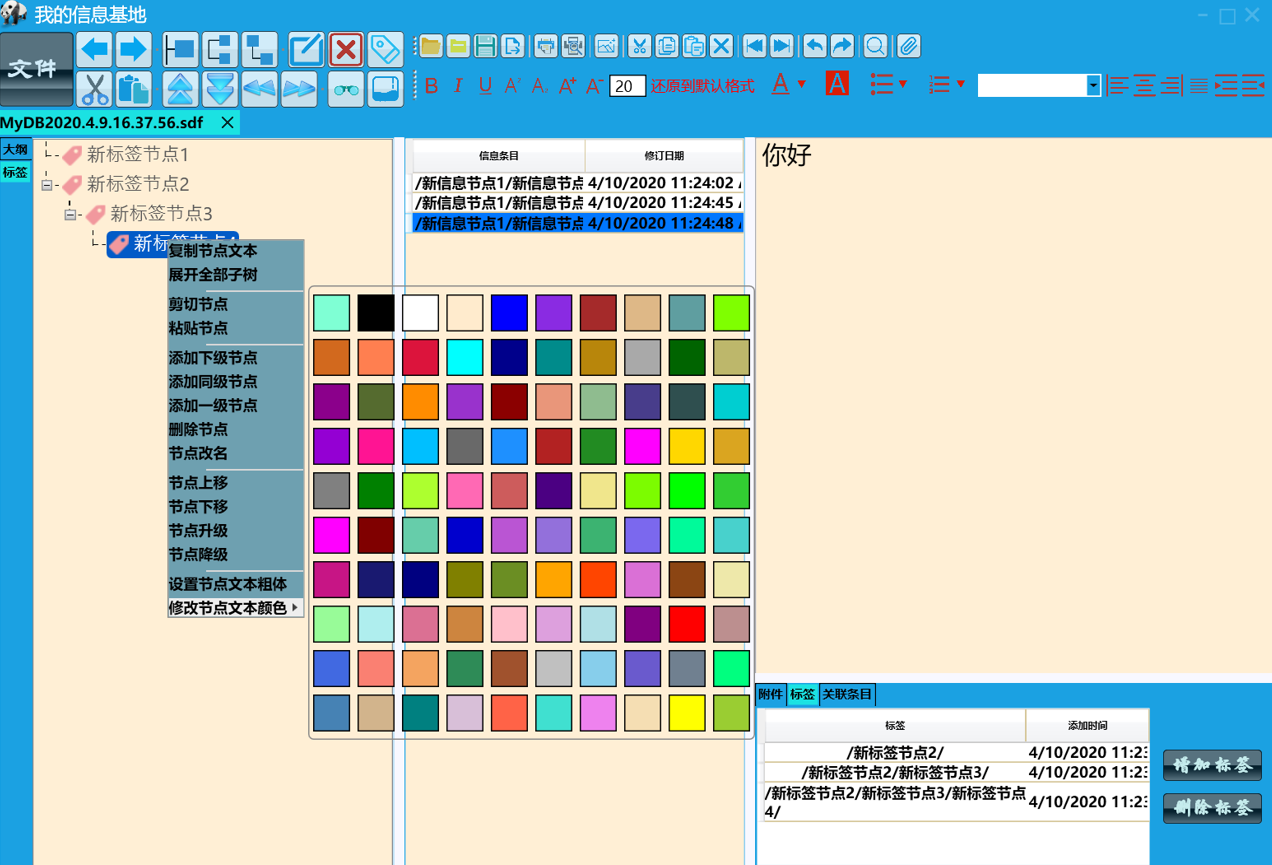 我的信息基地
文件
B I U A A A+ A- 20 还原到默认格式 A A
MyDB2020.4.9.16.37.56.sdf
大纲
标签
新标签节点1
新标签节点2
新标签节点3
复制节点文本
展开全部子树
剪切节点
粘贴节点
添加下级节点
添加同级节点
添加一级节点
删除节点
节点改名
节点上移
节点下移
节点升级
节点降级
设置节点文本粗体
修改节点文本颜色
信息条目 修订日期
/新信息节点1/新信息节点 4/10/2020 11:24:02
/新信息节点1/新信息节点 4/10/2020 11:24:45
/新信息节点1/新信息节点 4/10/2020 11:24:48
你好
附件 标签 关联条目
标签 添加时间
/新标签节点2/ 4/10/2020 11:23
/新标签节点2/新标签节点3/ 4/10/2020 11:23
/新标签节点2/新标签节点3/新标签节点
4/ 4/10/2020 11:23
增加标签
删除标签